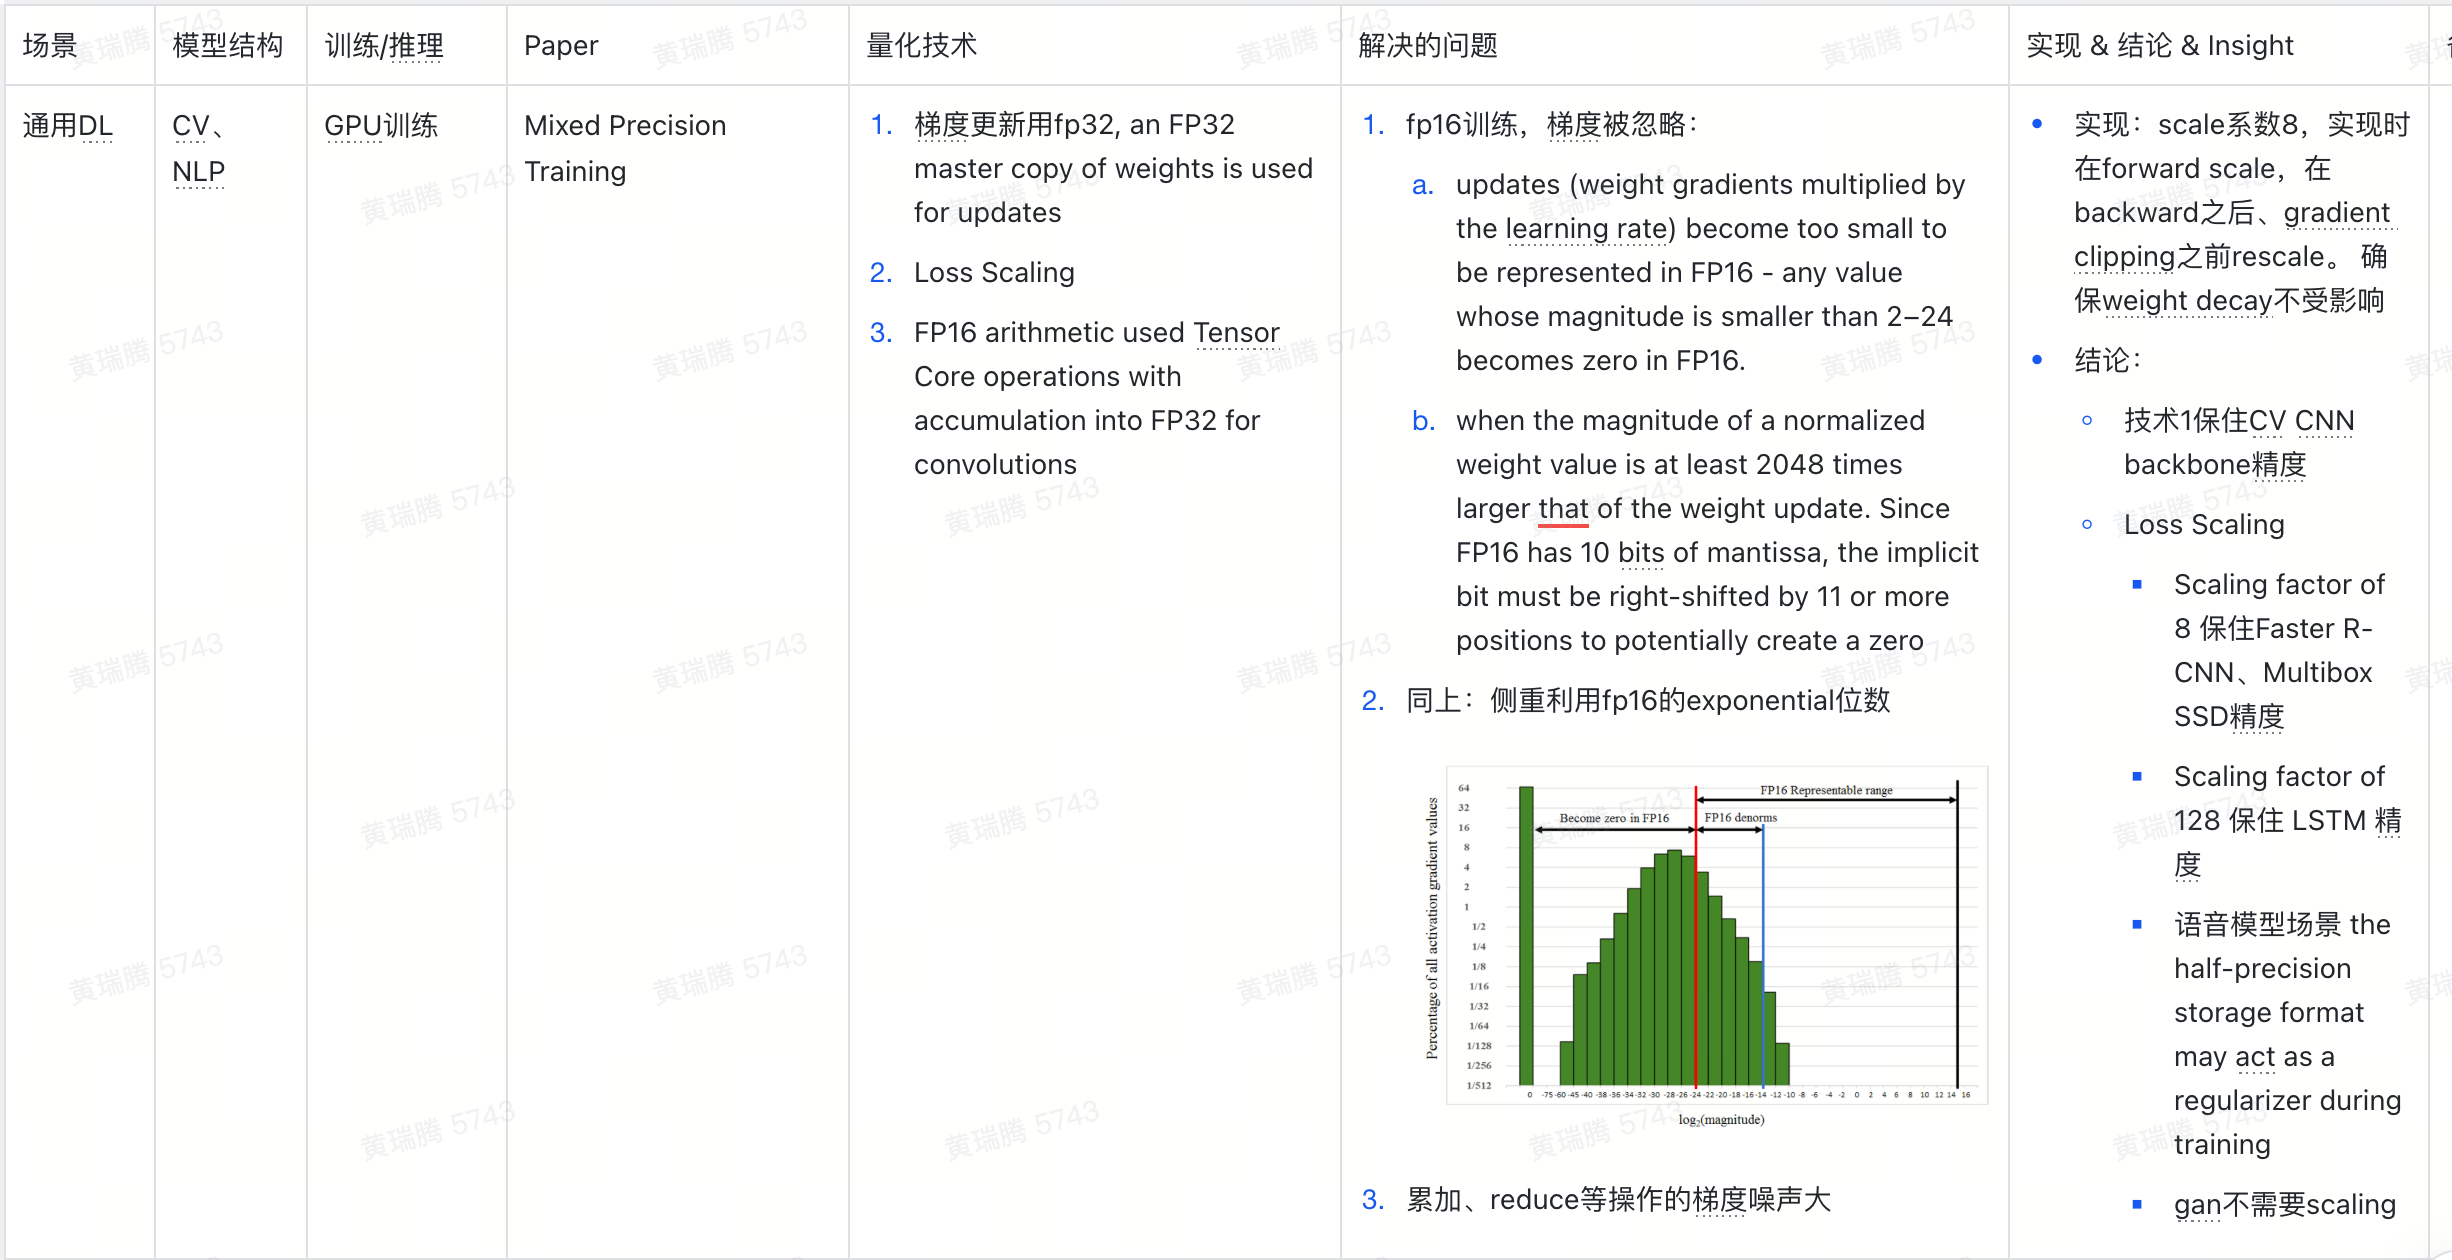 场景
模型结构
训练/推理
Paper
量化技术
解决的问题
实现 & 结论 & Insight
通用DL
CV、
NLP
GPU训练
Mixed Precision
Training
1. 梯度更新用fp32, an FP32
master copy of weights is used
for updates
2. Loss Scaling
3. FP16 arithmetic used Tensor
Core operations with
accumulation into FP32 for
convolutions
1. fp16训练，梯度被忽略：
a. updates (weight gradients multiplied by
the learning rate) become too small to
be represented in FP16 - any value
whose magnitude is smaller than 2−24
becomes zero in FP16.
b. when the magnitude of a normalized
weight value is at least 2048 times
larger that of the weight update. Since
FP16 has 10 bits of mantissa, the implicit
bit must be right-shifted by 11 or more
positions to potentially create a zero
2. 同上：侧重利用fp16的exponential位数
Percentage of all activation gradient values
64
32
16
8
4
2
1
1/2
1/4
1/8
1/16
1/32
1/64
1/128
1/256
1/512
FP16 Representable range
Become zero in FP16
FP16 denorms
0 -75 -60 -45 -40 -38 -36 -34 -32 -30 -28 -26 -24 -22 -20 -18 -16 -14 -12 -10 -8 -6 -4 -2 0 2 4 6 8 10 12 14 16
log2(magnitude)
3. 累加、reduce等操作的梯度噪声大
• 实现：scale系数8，实现时
在forward scale，在
backward之后、gradient
clipping之前rescale。 确
保weight decay不受影响
• 结论：
◦ 技术1保住CV CNN
backbone精度
◦ Loss Scaling
▪ Scaling factor of
8 保住Faster R-
CNN、Multibox
SSD精度
▪ Scaling factor of
128 保住 LSTM 精
度
▪ 语音模型场景 the
half-precision
storage format
may act as a
regularizer during
training
▪ gan不需要scaling
黄瑞腾 5743